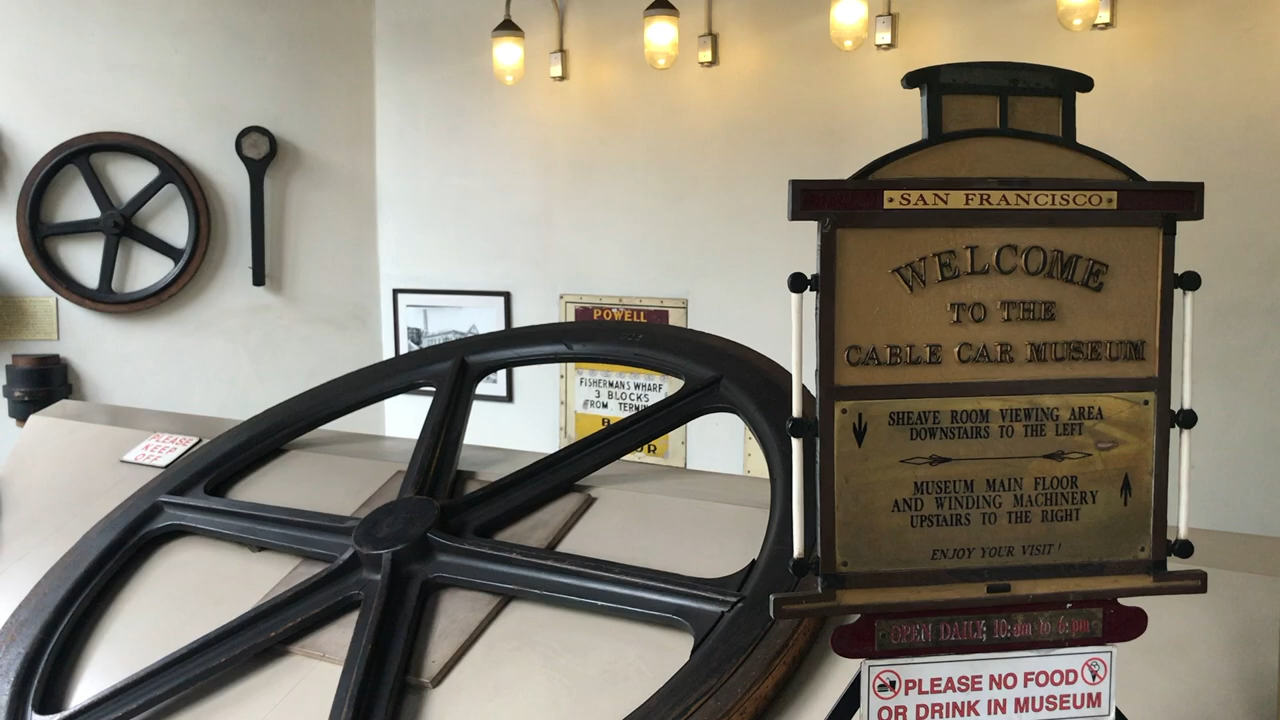 PLEASE
KEEP
OFF
POWELL
FISHERMANS WHARF
3 BLOCKS
FROM
SAN FRANCISCO
WELCOME
TO THE
CABLE CAR MUSEUM
SHEAVE ROOM VIEWING AREA
DOWNSTAIRS TO THE LEFT
MUSEUM MAIN FLOOR
AND WINDING MACHINERY
UPSTAIRS TO THE RIGHT
ENJOY YOUR VISIT!
OPEN DAILY, 10:am to 6:pm
PLEASE NO FOOD
OR DRINK IN MUSEUM